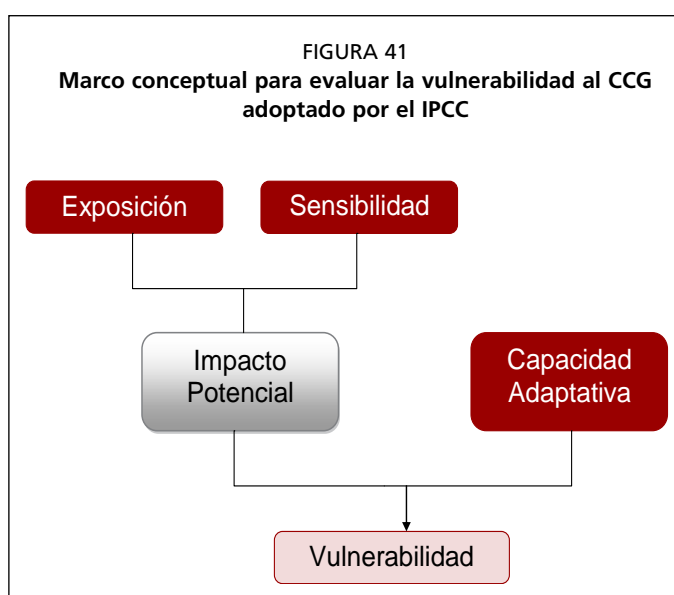 FIGURA 41
Marco conceptual para evaluar la vulnerabilidad al CCG
adoptado por el IPCC
Exposición
Sensibilidad
Impacto
Potencial
Capacidad
Adaptativa
Vulnerabilidad